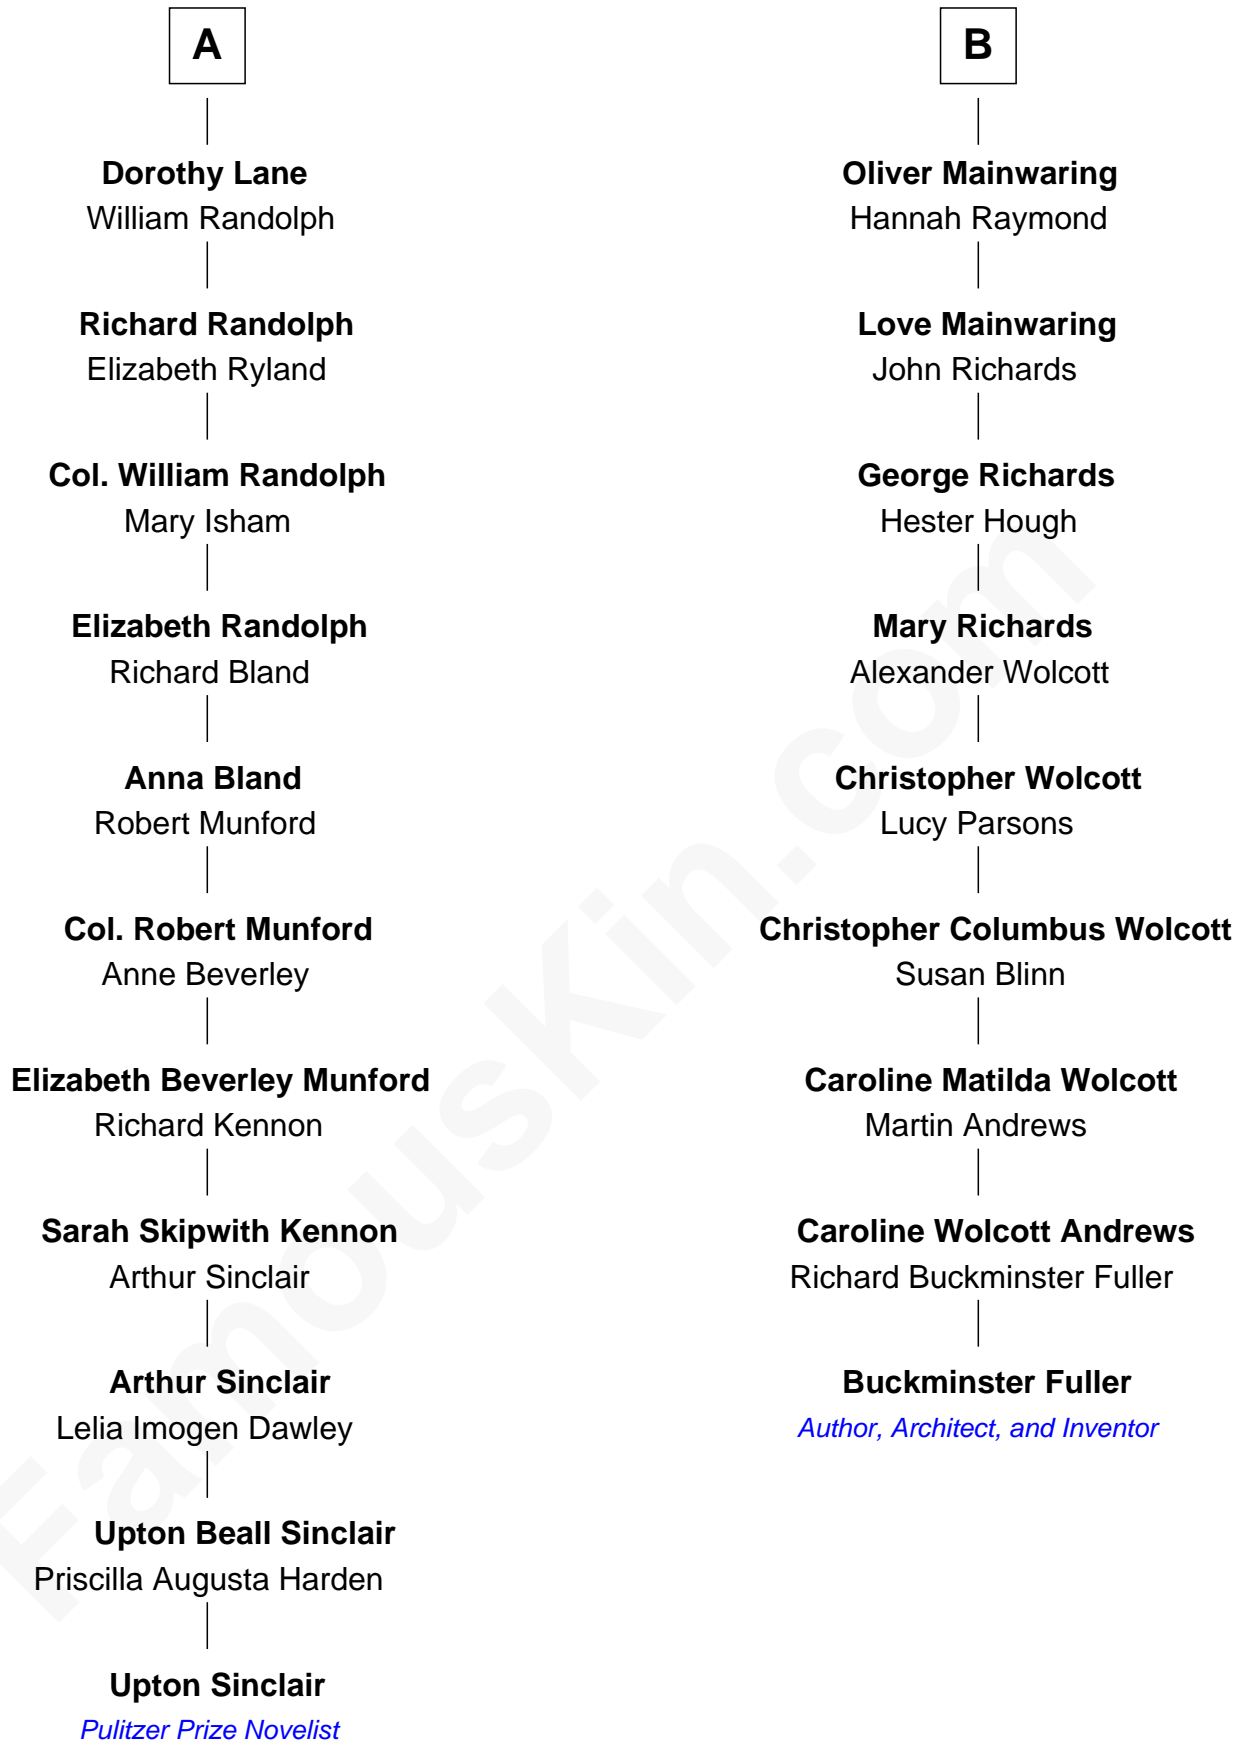 A
Dorothy Lane
William Randolph
Richard Randolph
Elizabeth Ryland
Col. William Randolph
Mary Isham
Elizabeth Randolph
Richard Bland
Anna Bland
Robert Munford
Col. Robert Munford
Anne Beverley
Elizabeth Beverley Munford
Richard Kennon
Sarah Skipwith Kennon
Arthur Sinclair
Arthur Sinclair
Lelia Imogen Dawley
Upton Beall Sinclair
Priscilla Augusta Harden
Upton Sinclair
Pulitzer Prize Novelist
B
Oliver Mainwaring
Hannah Raymond
Love Mainwaring
John Richards
George Richards
Hester Hough
Mary Richards
Alexander Wolcott
Christopher Wolcott
Lucy Parsons
Christopher Columbus Wolcott
Susan Blinn
Caroline Matilda Wolcott
Martin Andrews
Caroline Wolcott Andrews
Richard Buckminster Fuller
Buckminster Fuller
Author, Architect, and Inventor
FamousKin.com